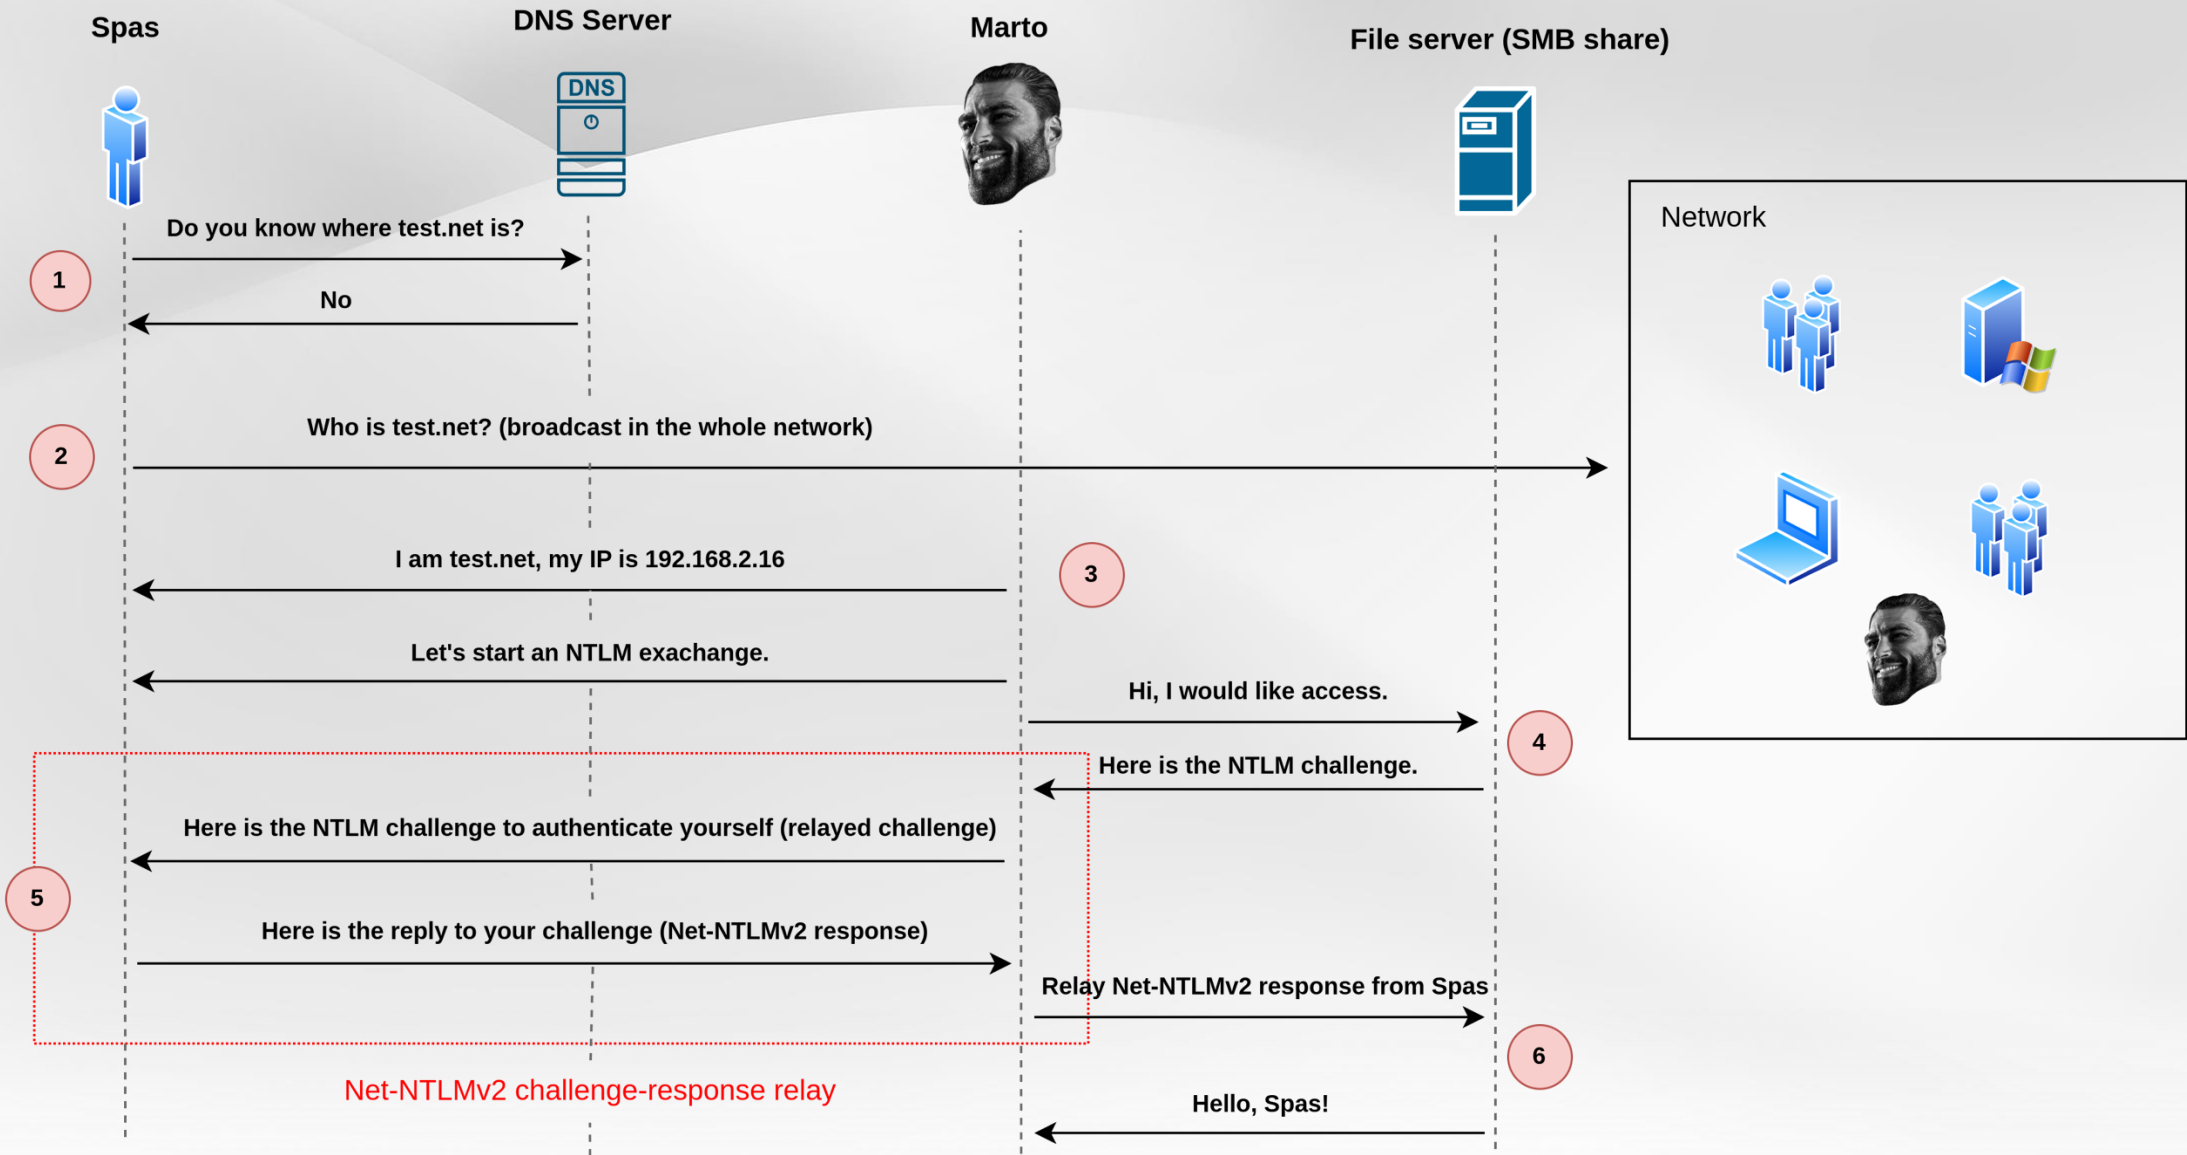 Spas
DNS Server
Marto
File server (SMB share)
DNS
Network
Do you know where test.net is?
1
No
Who is test.net? (broadcast in the whole network)
2
I am test.net, my IP is 192.168.2.16
3
Let's start an NTLM exachange.
Hi, I would like access.
4
Here is the NTLM challenge.
Here is the NTLM challenge to authenticate yourself (relayed challenge)
5
Here is the reply to your challenge (Net-NTLMv2 response)
Relay Net-NTLMv2 response from Spas
6
Net-NTLMv2 challenge-response relay
Hello, Spas!